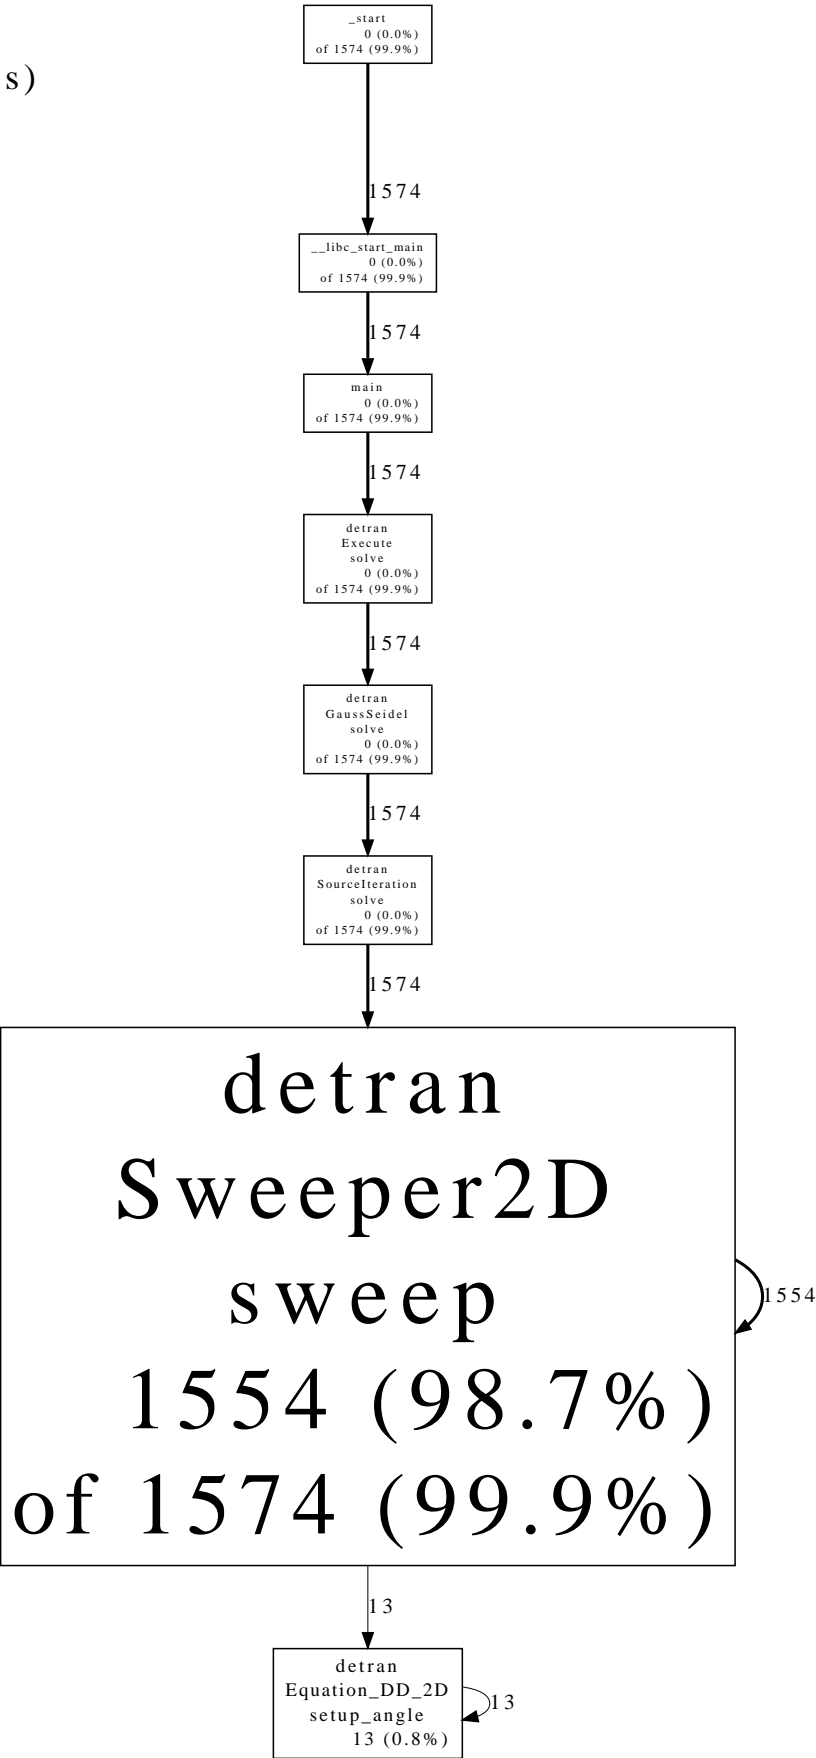 _start
0 (0.0%)
of 1574 (99.9%)
s)
1574
__libc_start_main
0 (0.0%)
of 1574 (99.9%)
1574
main
0 (0.0%)
of 1574 (99.9%)
1574
detran
Execute
solve
0 (0.0%)
of 1574 (99.9%)
1574
detran
GaussSeidel
solve
0 (0.0%)
of 1574 (99.9%)
1574
detran
SourceIteration
solve
0 (0.0%)
of 1574 (99.9%)
1574
detran
Sweeper2D
sweep
1554 (98.7%)
of 1574 (99.9%)
1554
13
detran
Equation_DD_2D
setup_angle
13 (0.8%)
13